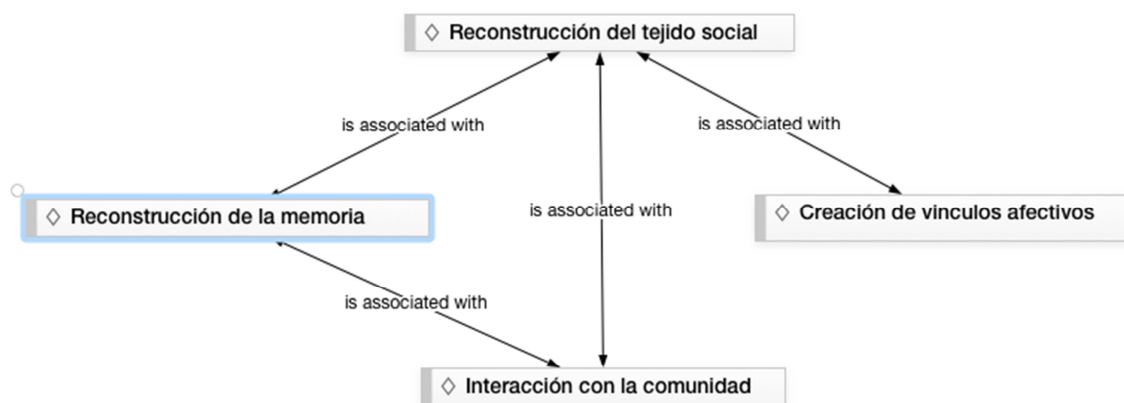 Reconstrucción del tejido social
is associated with
is associated with
Reconstrucción de la memoria
is associated with
Creación de vinculos afectivos
is associated with
Interacción con la comunidad